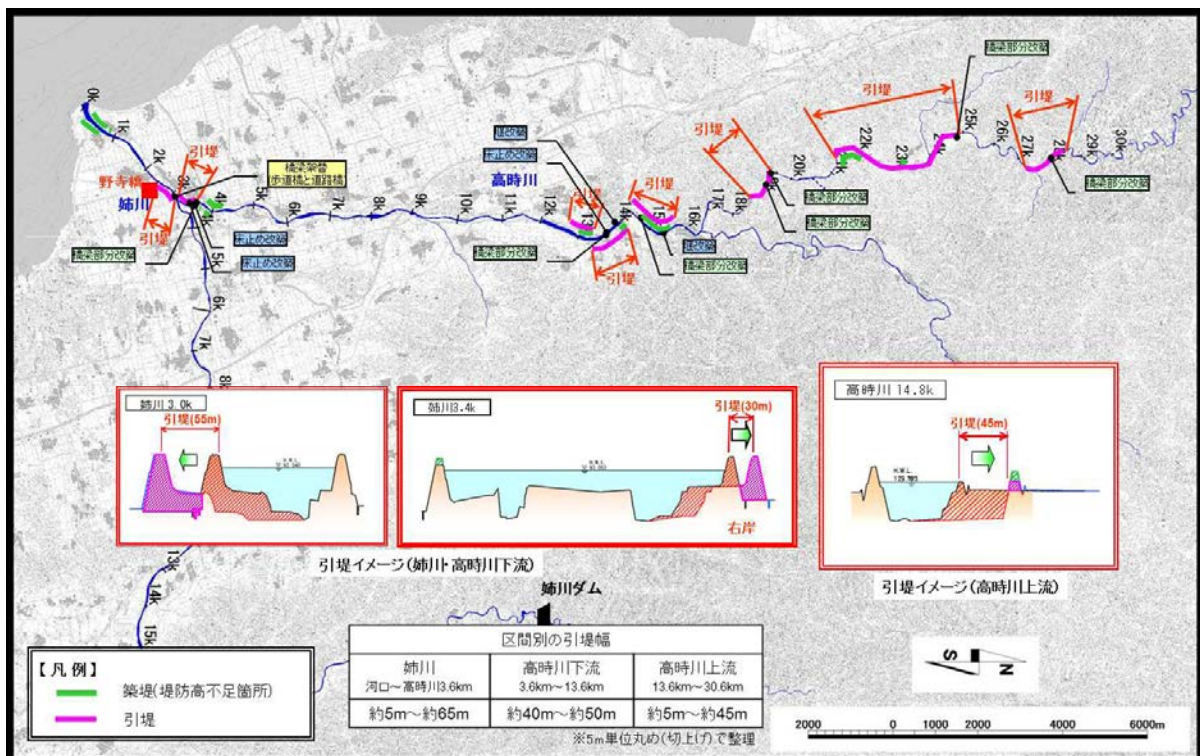 0k
1k
2k
3k
引堤
4k
5k
6k
7k
8k
9k
10k
11k
12k
13k
14k
15k
16k
17k
18k
20k
22k
23k
24k
25k
26k
27k
29k
30k
引堤
引堤
引堤
引堤
引堤
引堤
引堤
橋梁部分改築
橋梁架替
(歩道橋と道路橋)
野寺橋
姉川
高時川
堰改築
床止め改築
橋梁部分改築
床止め改築
床止め改築
橋梁部分改築
堰改築
橋梁部分改築
橋梁部分改築
橋梁部分改築
橋梁部分改築
4k
5k
6k
7k
8k
13k
14k
15k
姉川 3.0k
引堤(55m)
H.W.L.
姉川3.4k
引堤(30m)
H.W.L.
右岸
高時川 14.8k
引堤(45m)
H.W.L.
引堤イメージ(姉川・高時川下流)
引堤イメージ(高時川上流)
姉川ダム
区間別の引堤幅
姉川 高時川下流 高時川上流
河口～高時川3.6km 3.6km～13.6km 13.6km～30.6km
約5m～約65m 約40m～約50m 約5m～約45m
※5m単位丸め(切上げ)で整理
【凡例】
築堤(堤防高不足箇所)
引堤
S N
2000 0 1000 2000 4000 6000m